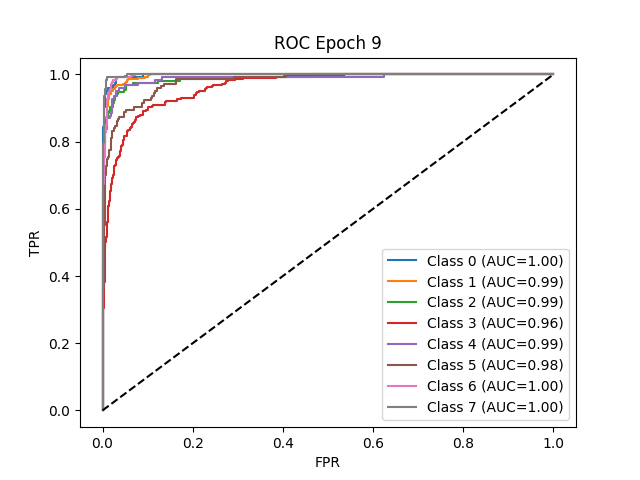 ROC Epoch 9
TPR
1.0
0.8
0.6
0.4
0.2
0.0
Class 0 (AUC=1.00)
Class 1 (AUC=0.99)
Class 2 (AUC=0.99)
Class 3 (AUC=0.96)
Class 4 (AUC=0.99)
Class 5 (AUC=0.98)
Class 6 (AUC=1.00)
Class 7 (AUC=1.00)
0.0 0.2 0.4 0.6 0.8 1.0
FPR